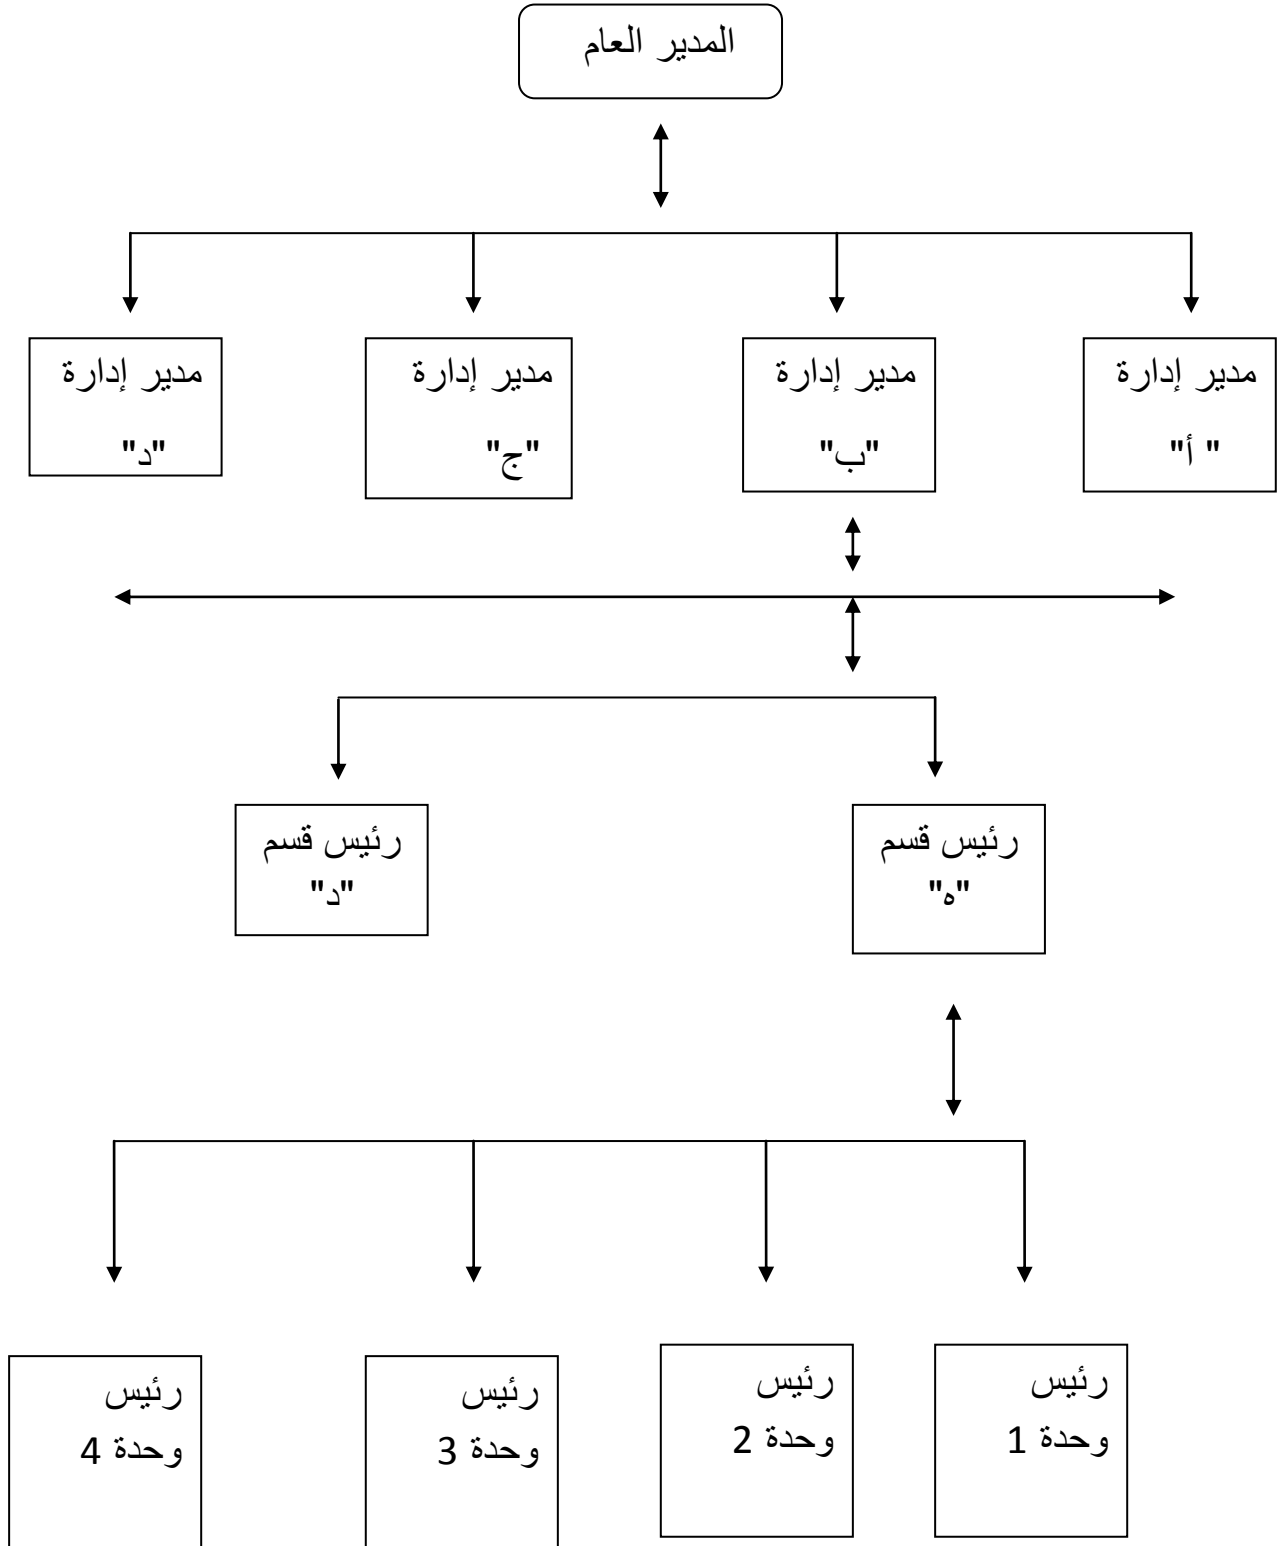 المدير العام
مدير إدارة
" أ"
مدير إدارة
"ب"
مدير إدارة
"ج"
مدير إدارة
"د"
رئيس قسم
"ه"
رئيس قسم
"د"
رئيس
وحدة 1
رئيس
وحدة 2
رئيس
وحدة 3
رئيس
وحدة 4